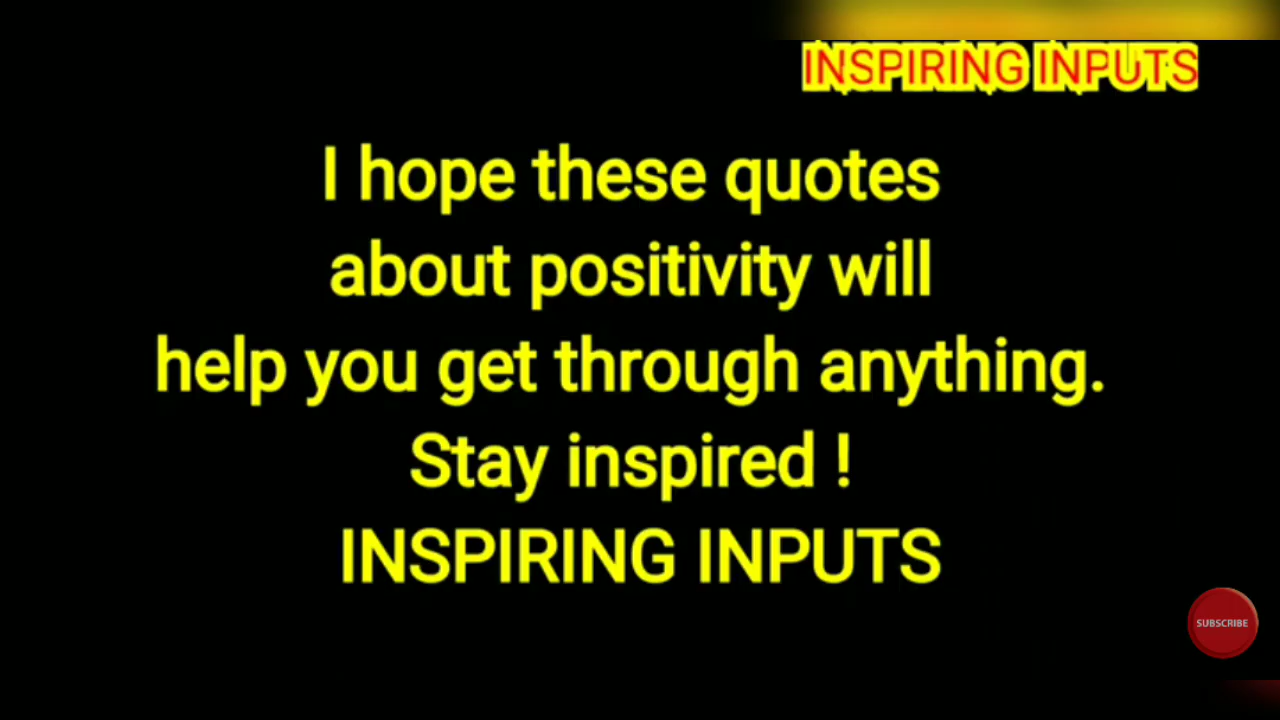 INSPIRING INPUTS
I hope these quotes
about positivity will
help you get through anything.
Stay inspired !
INSPIRING INPUTS
SUBSCRIBE